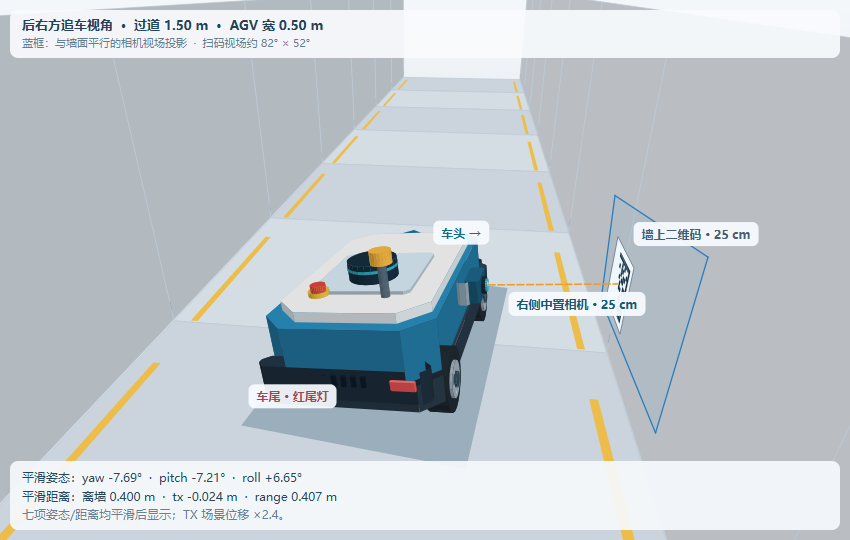 后右方追车视角 • 过道 1.50 m • AGV 宽 0.50 m
蓝框：与墙面平行的相机视场投影 · 扫码视场约 82° × 52°
车头 →
墙上二维码 • 25 cm
右侧中置相机 • 25 cm
车尾 • 红尾灯
平滑姿态：yaw -7.69° · pitch -7.21° · roll +6.65°
平滑距离：离墙 0.400 m · tx -0.024 m · range 0.407 m
七项姿态/距离均平滑后显示；TX 场景位移 ×2.4。